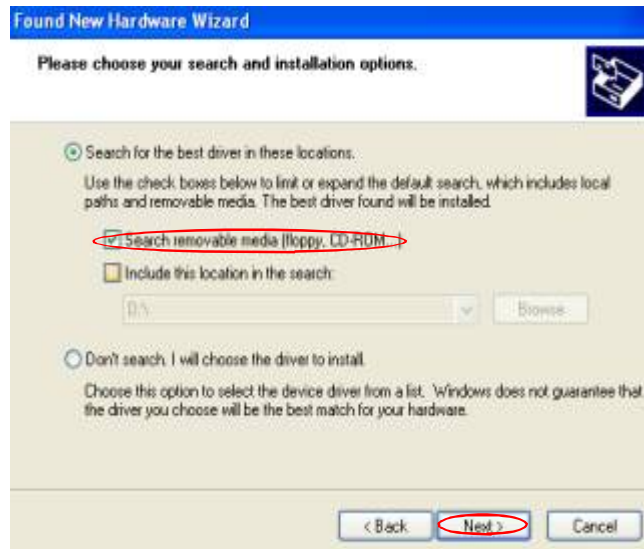 Found New Hardware Wizard
Please choose your search and installation options.
Search for the best driver in these locations.
Use the check boxes below to limit or expand the default search, which includes local
paths and removable media. The best driver found will be installed.
Search removable media (floppy, CD-ROM...)
Include this location in the search:
D:\
Browse
Don't search. I will choose the driver to install.
Choose this option to select the device driver from a list. Windows does not guarantee that
the driver you choose will be the best match for your hardware.
< Back Next > Cancel